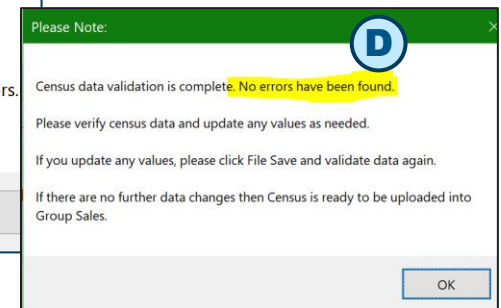 Please Note:
D
rs.
Census data validation is complete. No errors have been found.
Please verify census data and update any values as needed.
If you update any values, please click File Save and validate data again.
If there are no further data changes then Census is ready to be uploaded into
Group Sales.
OK